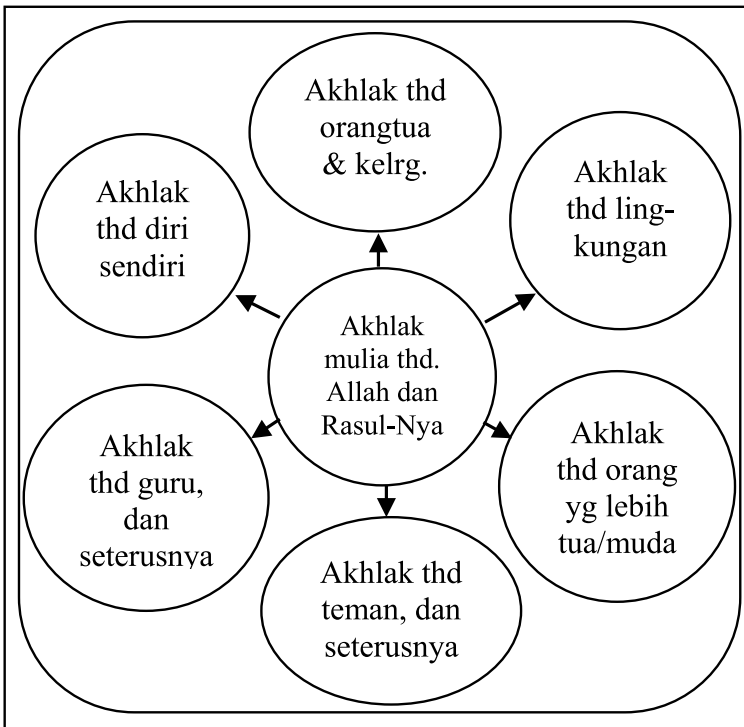 Akhlak thd
orangtua
& kelrg.
Akhlak
thd diri
sendiri
Akhlak
thd ling-
kungan
Akhlak
mulia thd.
Allah dan
Rasul-Nya
Akhlak
thd guru,
dan
seterusnya
Akhlak
thd orang
yg lebih
tua/muda
Akhlak thd
teman, dan
seterusnya